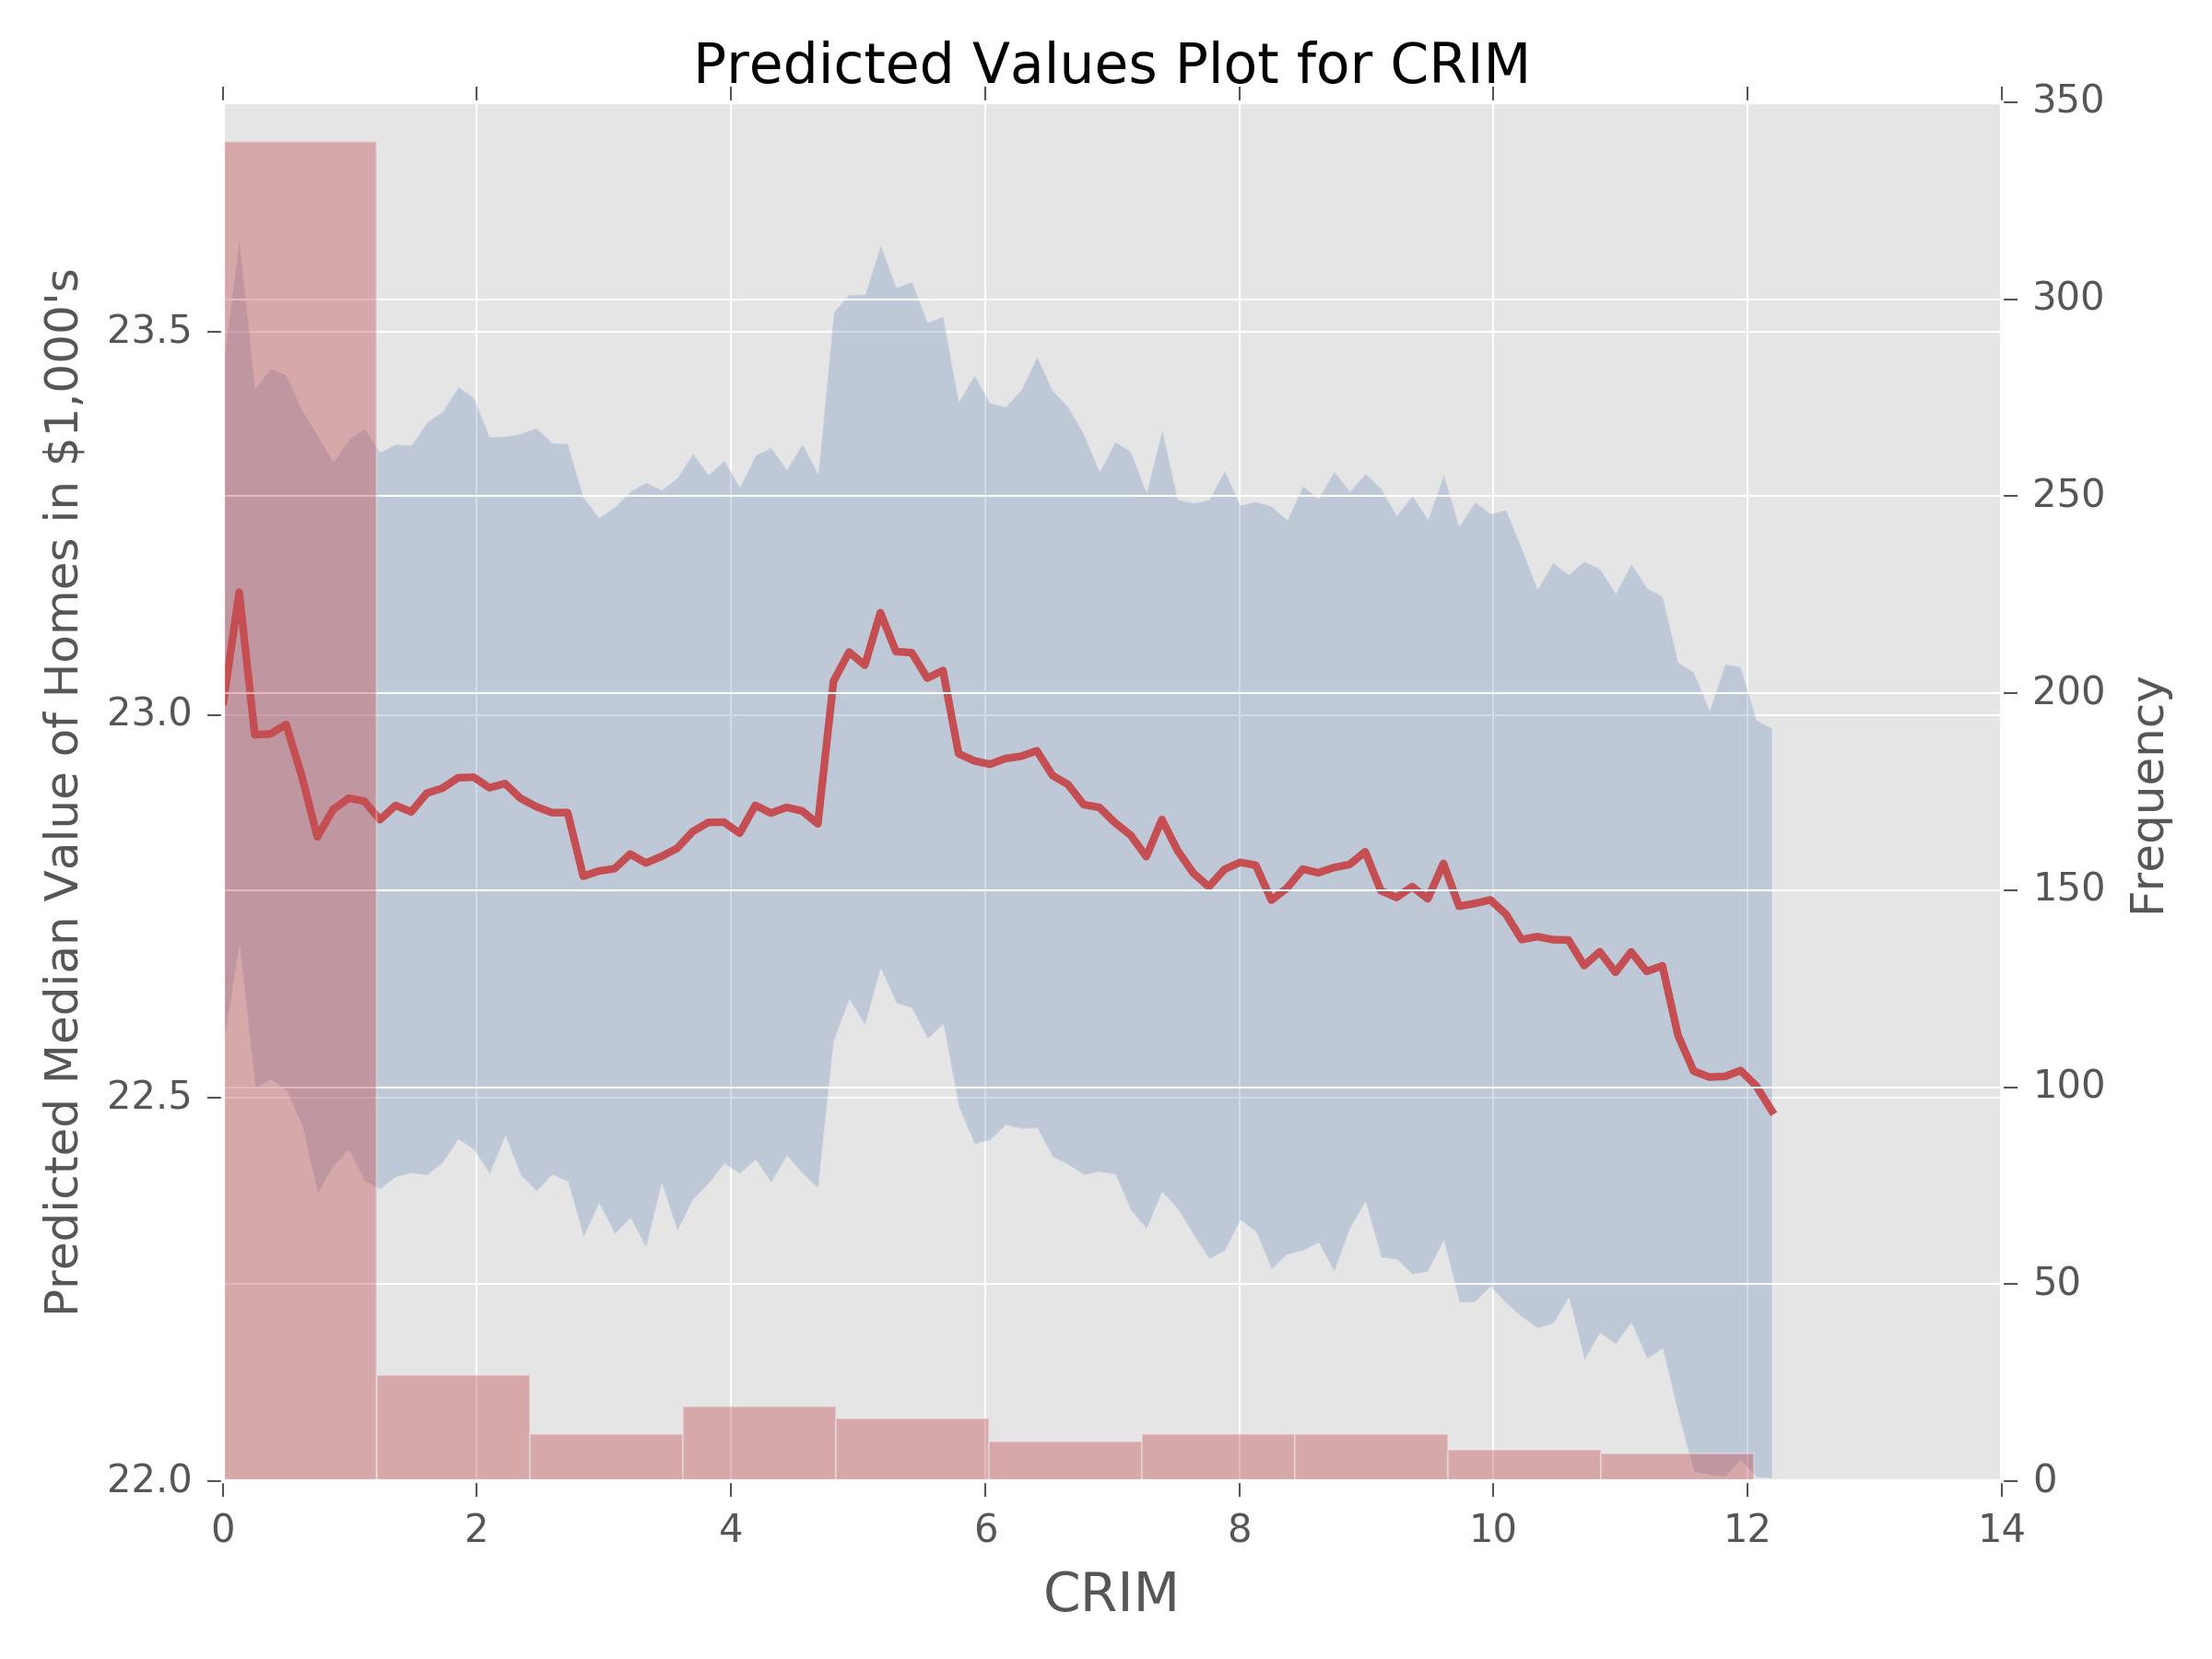 Predicted Values Plot for CRIM
Predicted Median Value of Homes in $1,000's
23.5
23.0
22.5
22.0
350
300
250
200
150
100
50
0
Frequency
0 2 4 6 8 10 12 14
CRIM